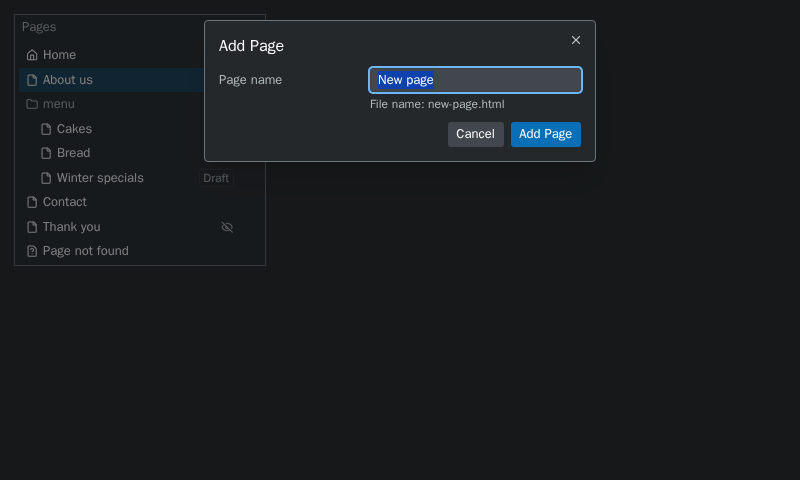 Pages
Home
About us
menu
Cakes
Bread
Winter specials Draft
Contact
Thank you
Page not found
Add Page
Page name New page
File name: new-page.html
Cancel Add Page